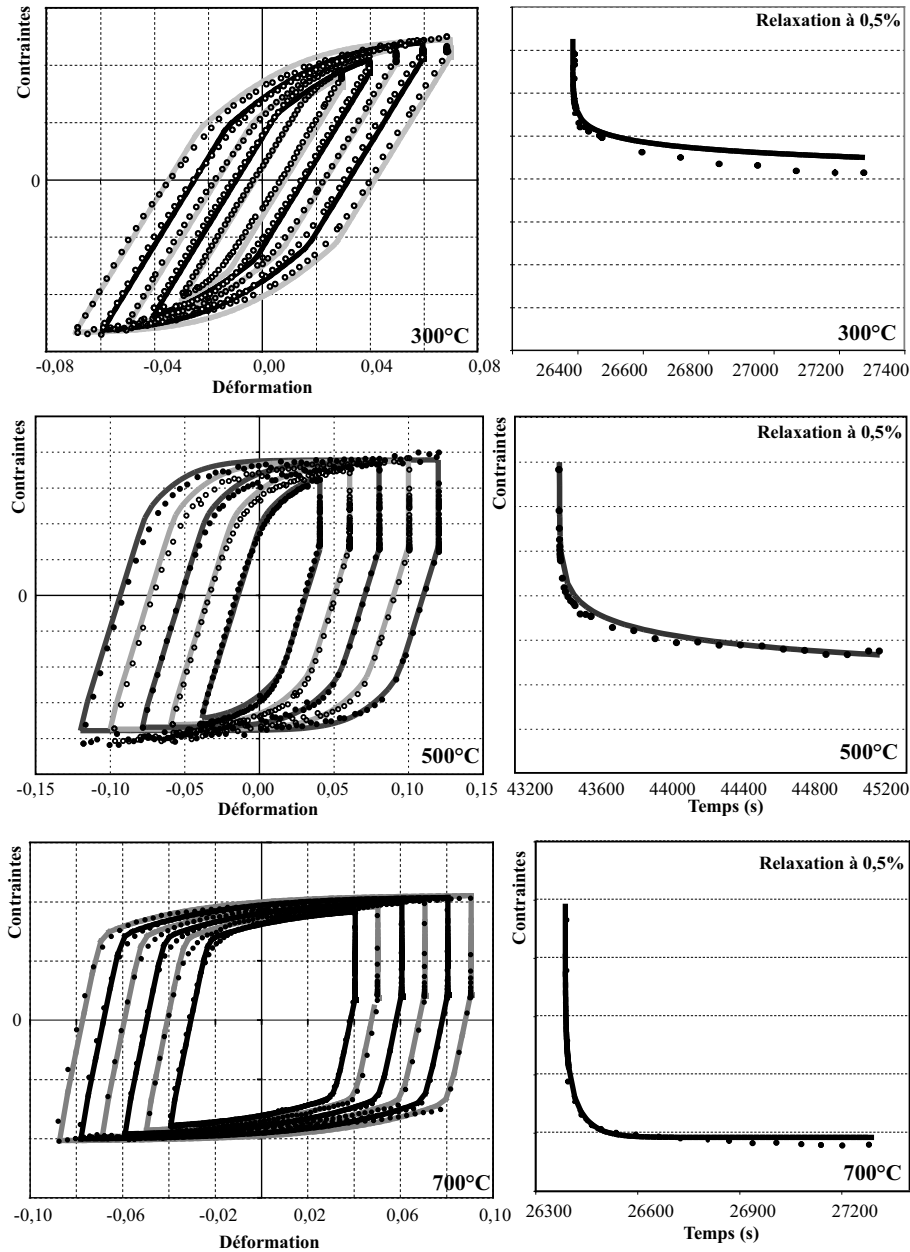 Contraintes
0
300°C
-0,08 -0,04 0,00 0,04 0,08
Déformation
Relaxation à 0,5%
300°C
26400 26600 26800 27000 27200 27400
Contraintes
0
500°C
-0,15 -0,10 -0,05 0,00 0,05 0,10 0,15
Déformation
Contraintes
Relaxation à 0,5%
500°C
43200 43600 44000 44400 44800 45200
Temps (s)
Contraintes
0
700°C
-0,10 -0,06 -0,02 0,02 0,06 0,10
Déformation
Contraintes
Relaxation à 0,5%
700°C
26300 26600 26900 27200
Temps (s)